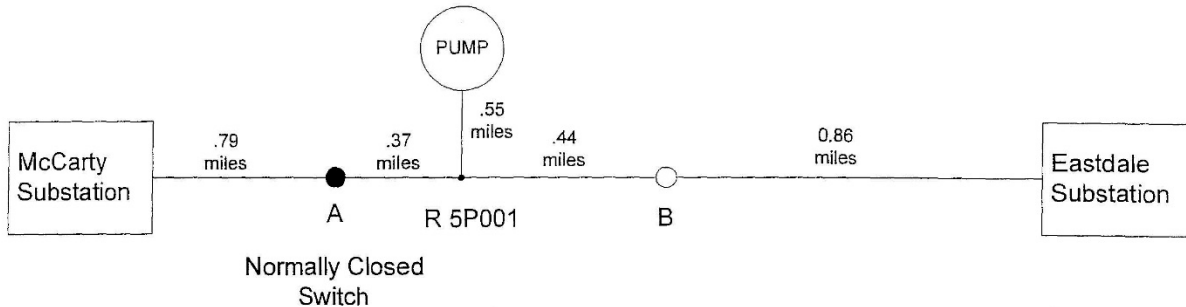 PUMP
.79
miles
.37
miles
.55
miles
.44
miles
0.86
miles
McCarty
Substation
Eastdale
Substation
A
R 5P001
B
Normally Closed
Switch